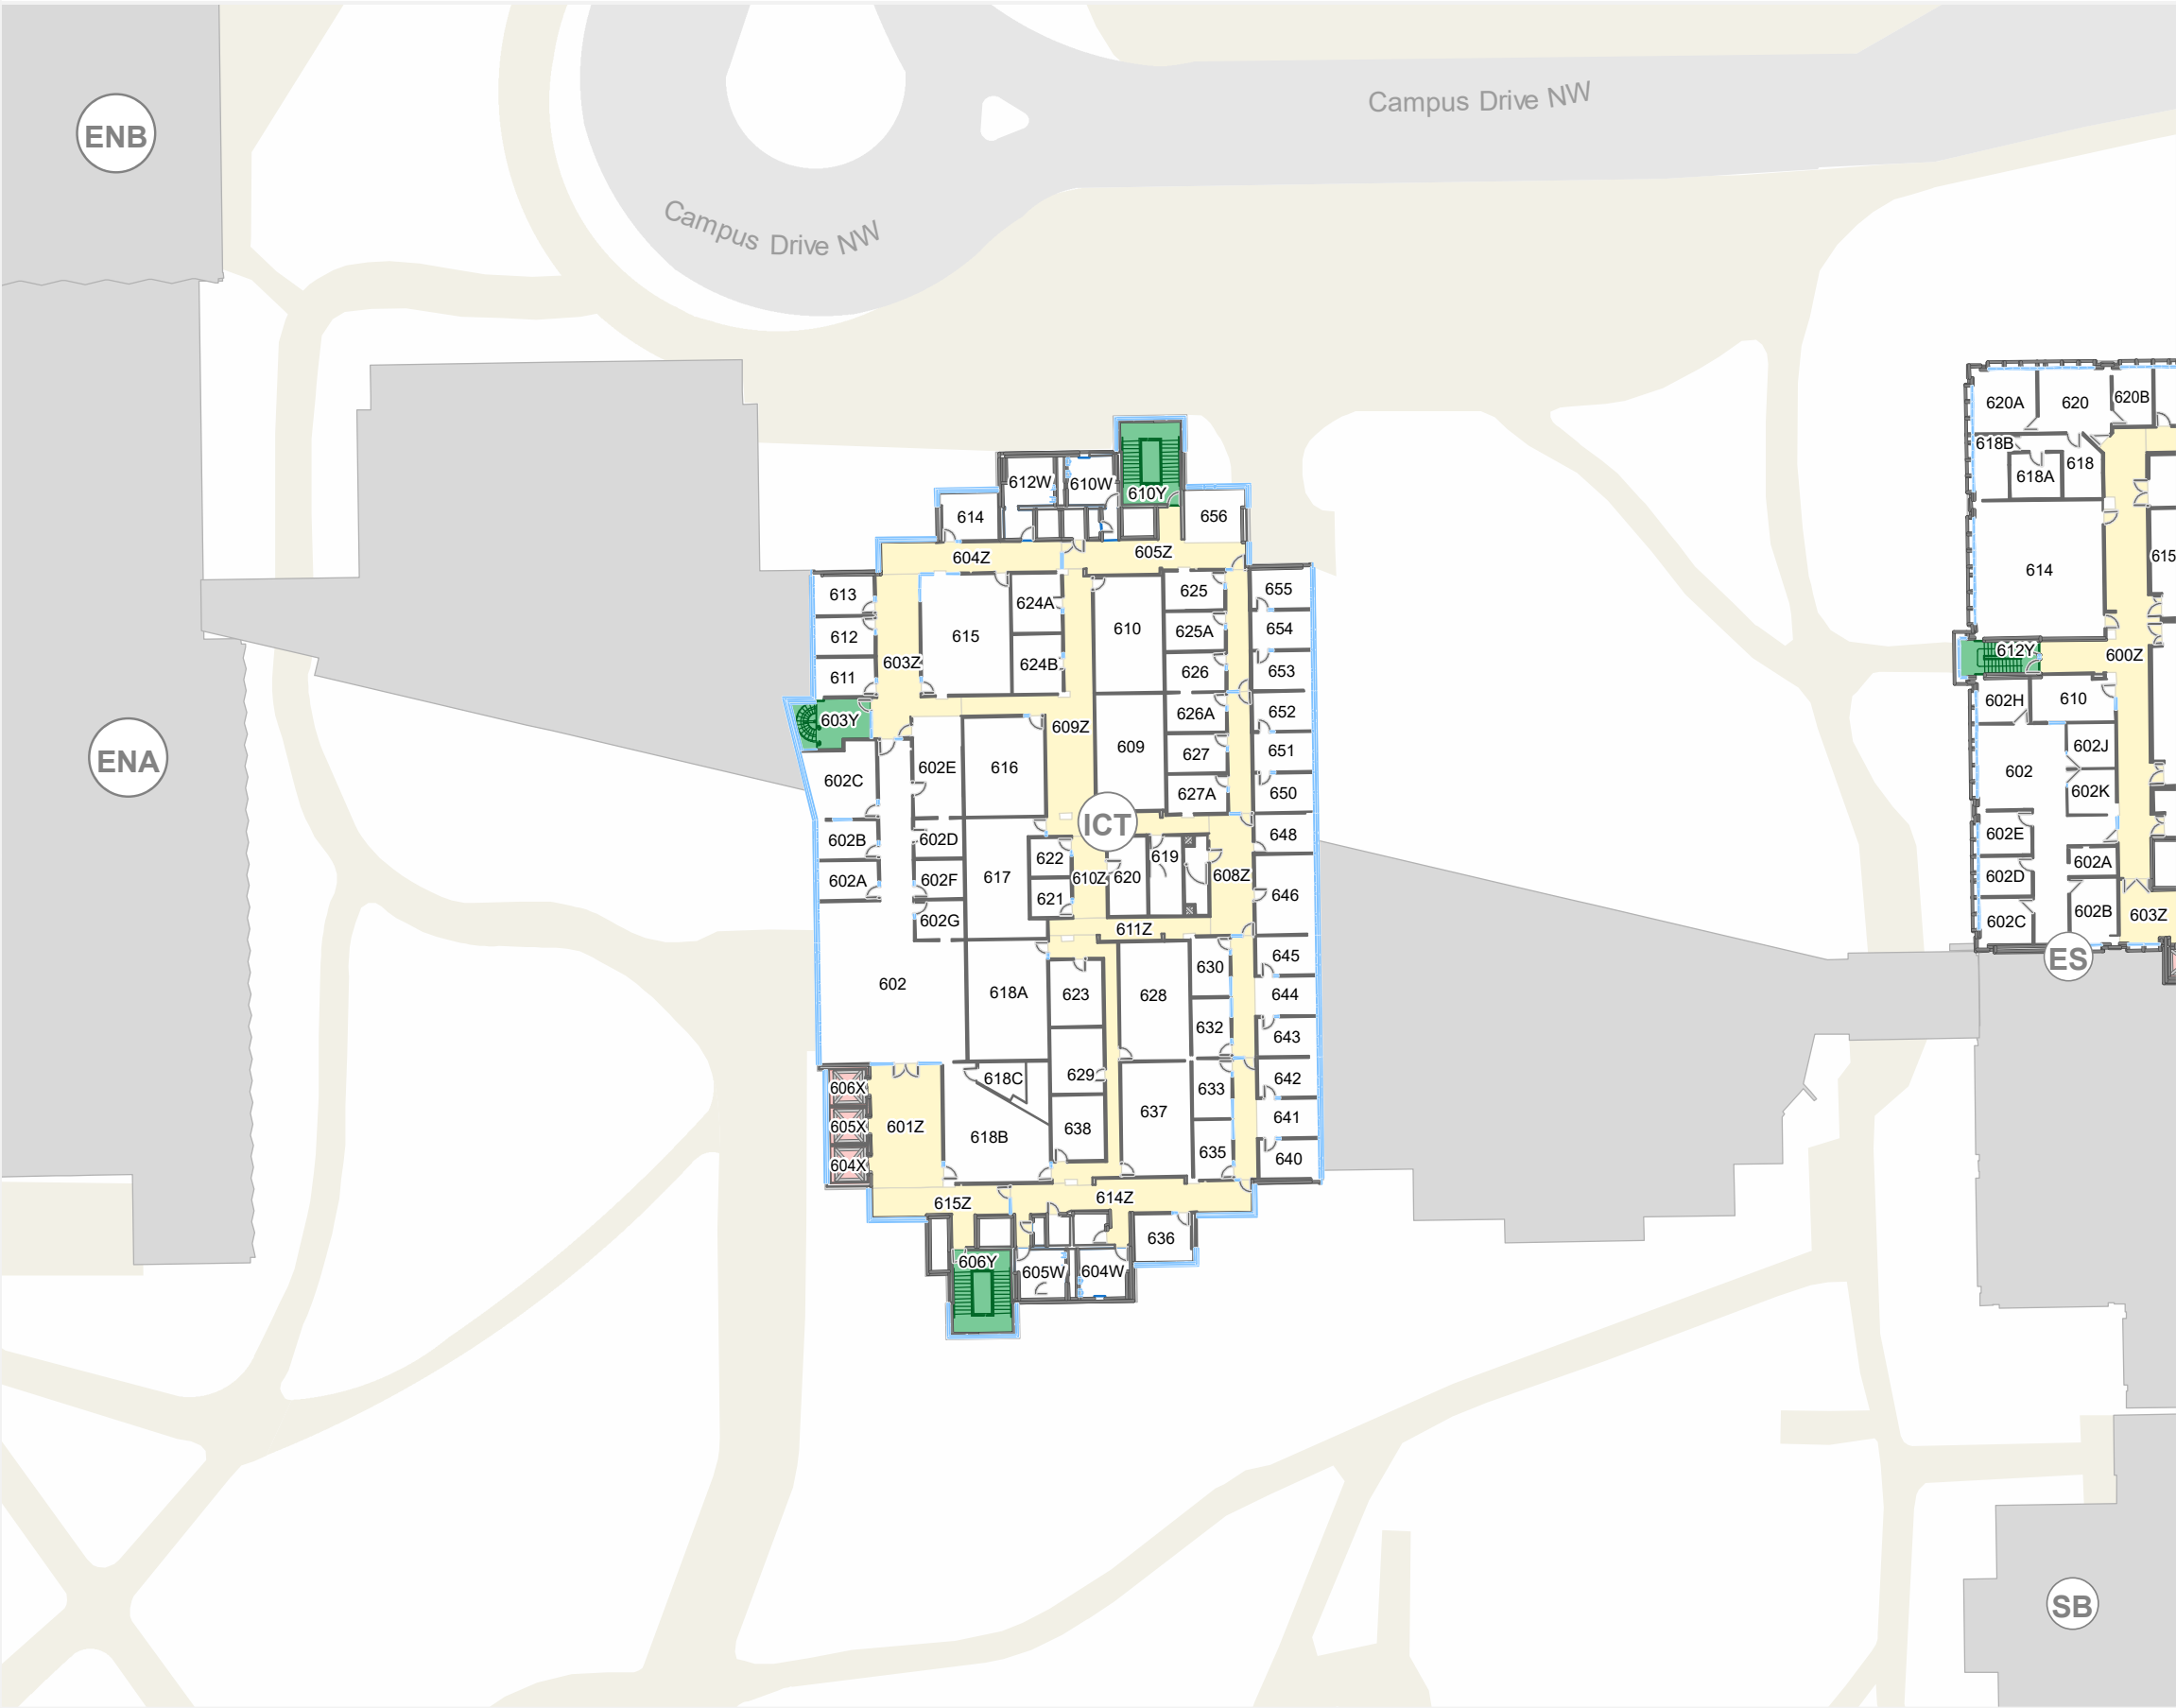 Campus Drive NW
ENB
Campus Drive NW
620A
620
620B
618B
618
618A
612W
610W
610Y
614
656
604Z
605Z
614
615
613
624A
625
655
612
615
610
625A
654
603Z
624B
612Y
600Z
611
626
653
602H
610
603Y
609Z
626A
652
602J
ENA
602C
602E
616
609
627
651
602
602K
627A
650
ICT
602B
602D
648
602E
622
619
602A
602A
602F
617
610Z
620
608Z
602D
621
646
602G
611Z
602C
602B
603Z
ES
645
630
602
618A
623
628
644
632
643
606X
618C
629
633
642
605X
601Z
618B
638
637
641
604X
635
640
615Z
614Z
636
606Y
605W
604W
SB